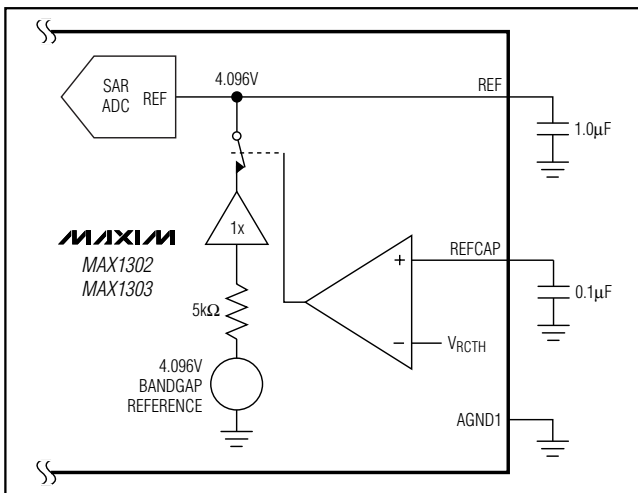 4.096V
REF
SAR
ADC
REF
1.0µF
1x
MAXIM
MAX1302
MAX1303
+
REFCAP
0.1µF
5kΩ
−
VRCTH
4.096V
BANDGAP
REFERENCE
AGND1